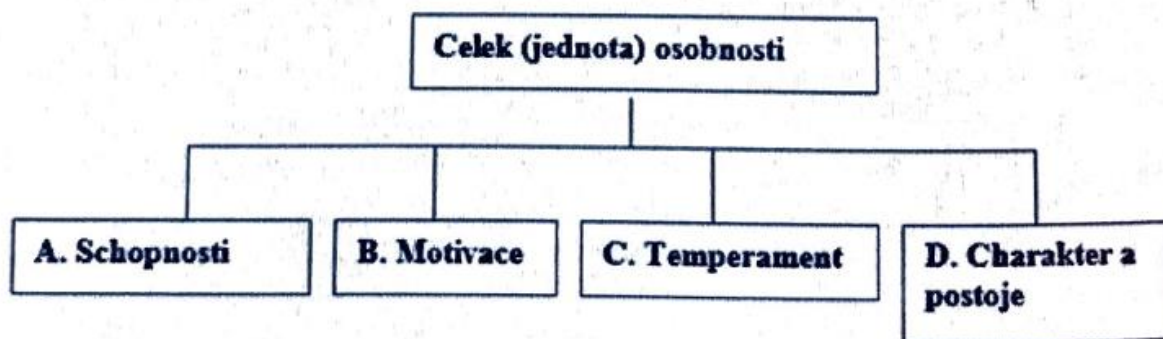 Celek (jednota) osobnosti
A. Schopnosti
B. Motivace
C. Temperament
D. Charakter a
postoje